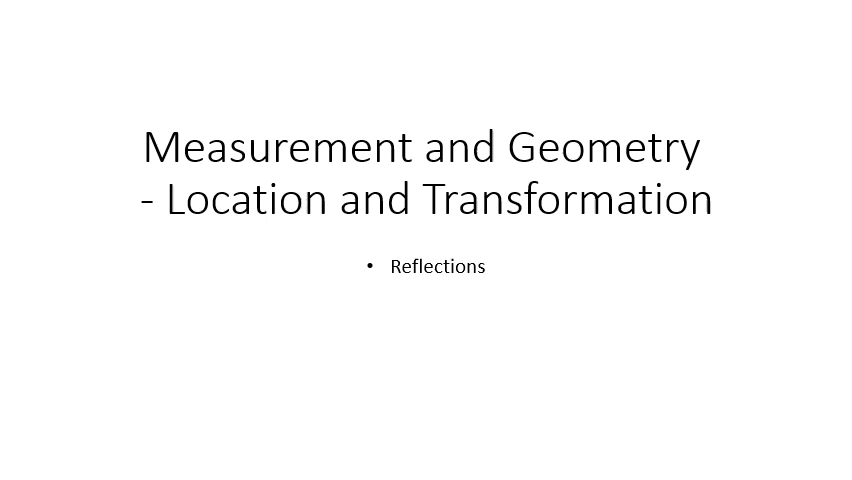 Measurement and Geometry
- Location and Transformation
• Reflections